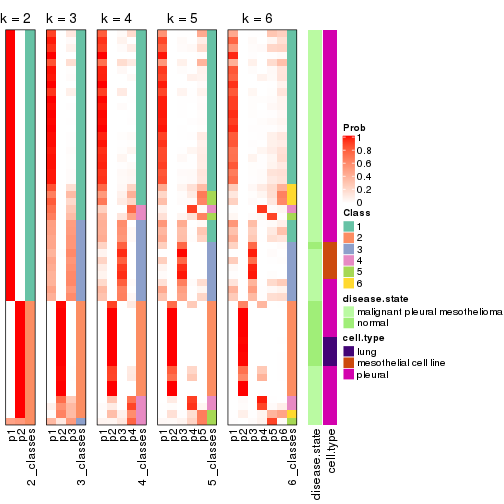 k = 2 k = 3 k = 4 k = 5 k = 6
Prob
1
0.8
0.6
0.4
0.2
0
Class
1
2
3
4
5
6
disease.state
malignant pleural mesothelioma
normal
cell.type
lung
mesothelial cell line
pleural
p1
p2
2_classes
p1
p2
p3
3_classes
p1
p2
p3
p4
4_classes
p1
p2
p3
p4
p5
5_classes
p1
p2
p3
p4
p5
p6
6_classes
disease.state
cell.type